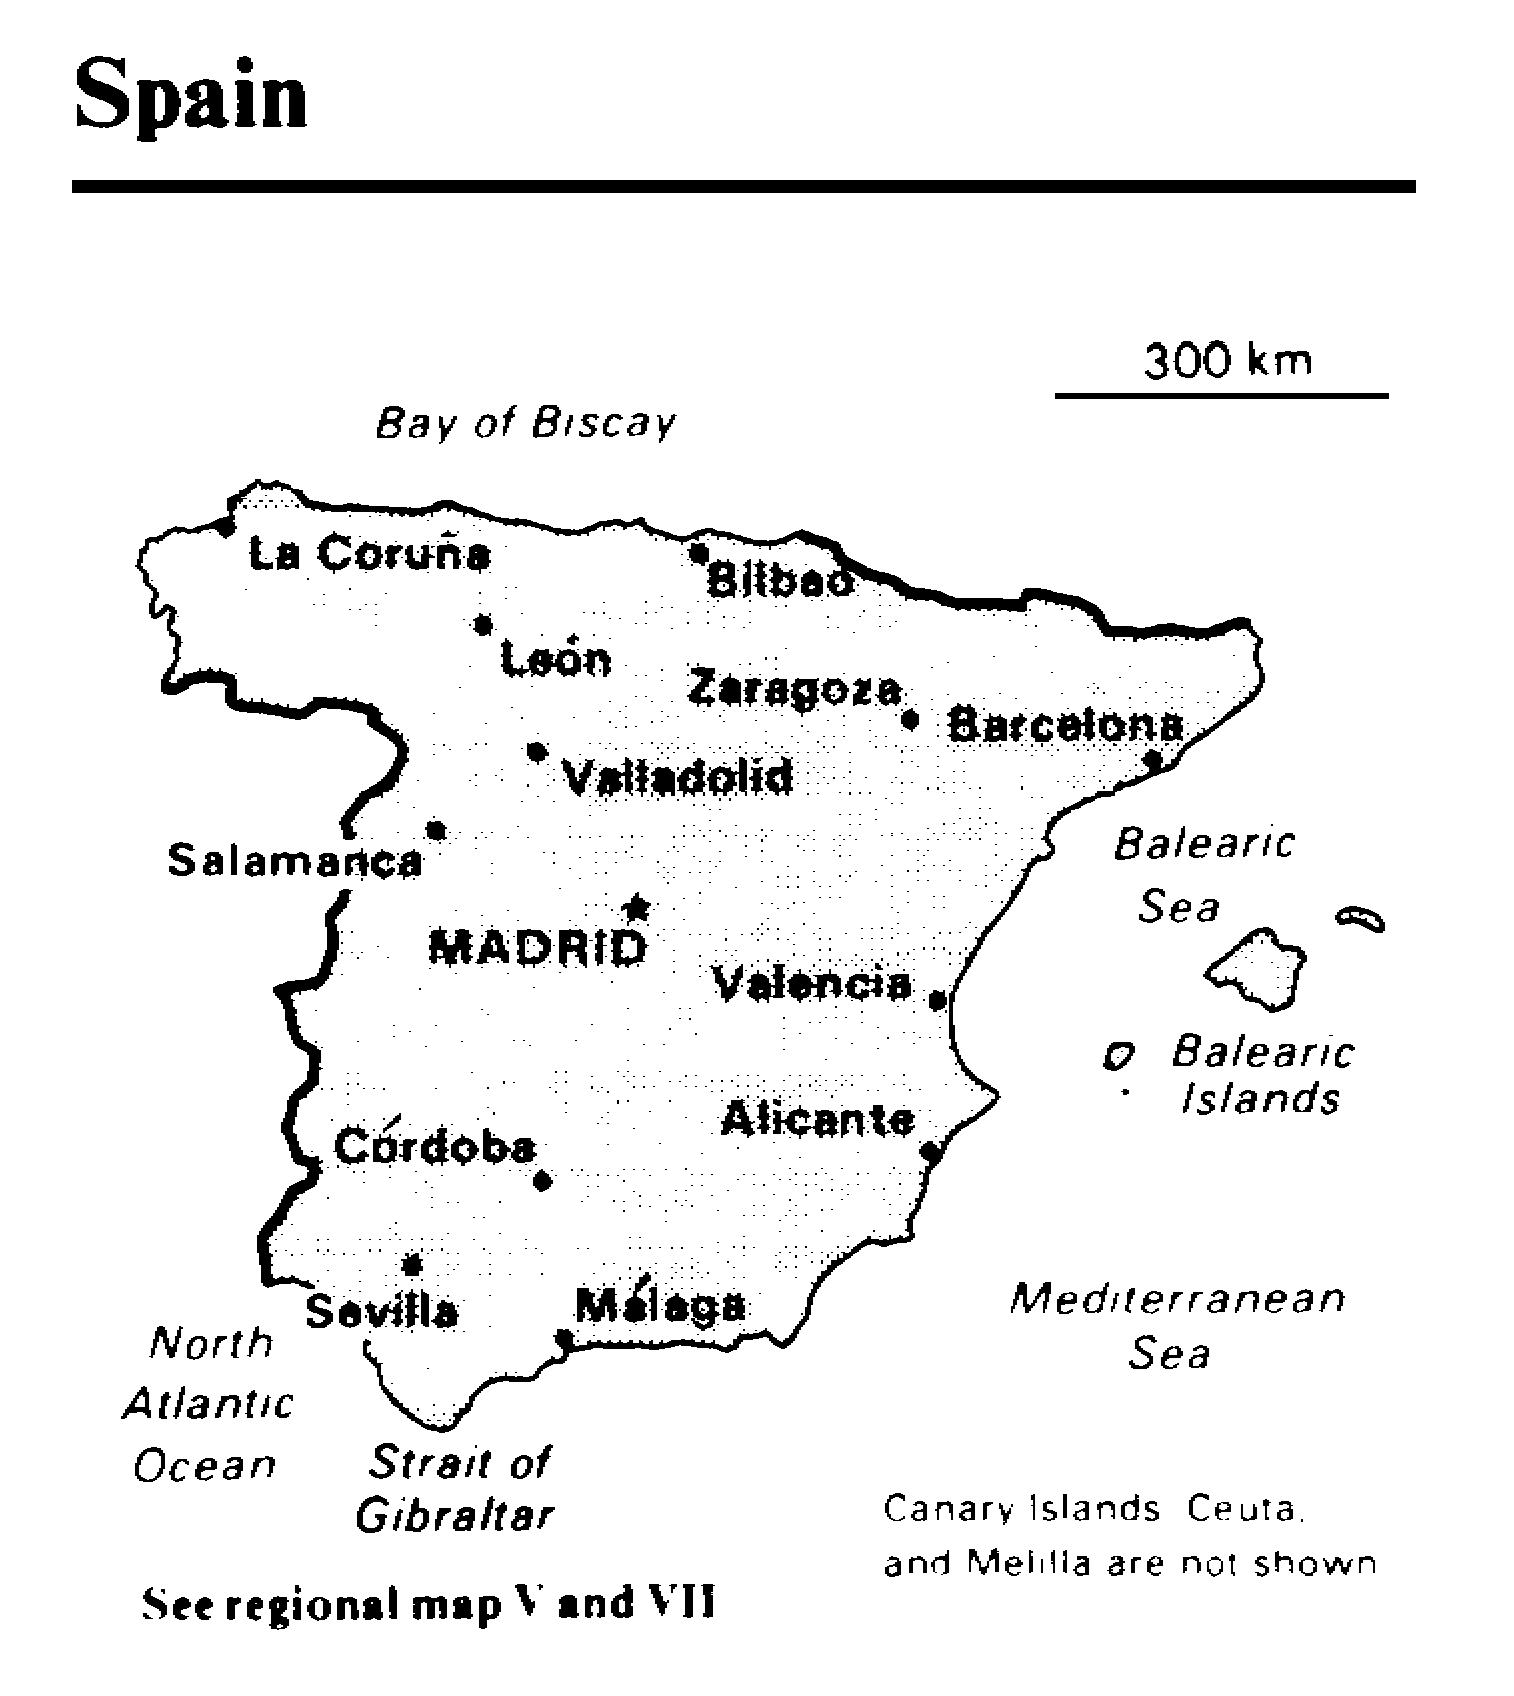 Spain
300 km
Bay of Biscay
La Coruña
Bilbao
León
Zaragoza
Barcelona
Valladolid
Salamanca
Balearic
Sea
MADRID
Valencia
Balearic
Islands
Alicante
Córdoba
Sevilla
Málaga
Mediterranean
Sea
North
Atlantic
Ocean
Strait of
Gibraltar
Canary Islands Ceuta,
and Melilla are not shown
See regional map V and VII